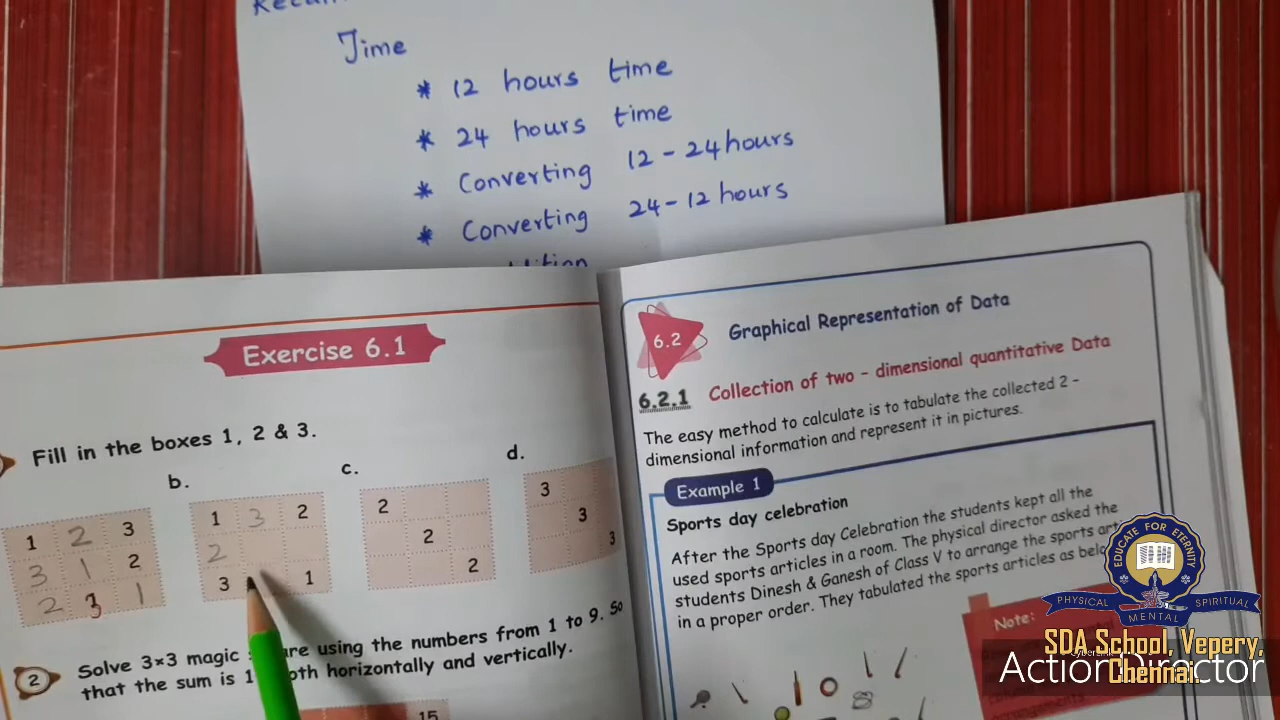 Time
* 12 hours time
* 24 hours time
* Converting 12 - 24 hours
* Converting 24 - 12 hours
Exercise 6.1
Fill in the boxes 1, 2 & 3.
b.
c.
d.
1 2 3
3 1 2
2 3 1
1 3 2
2
3 1
2
2
2
3
3
3
2
Solve 3×3 magic using the numbers from 1 to 9. So
that the sum is horizontally and vertically.
15
6.2
Graphical Representation of Data
6.2.1 Collection of two - dimensional quantitative Data
The easy method to calculate is to tabulate the collected 2 -
dimensional information and represent it in pictures.
Example 1
Sports day celebration
After the Sports day Celebration the students kept all the
used sports articles in a room. The physical director asked the
students Dinesh & Ganesh of Class V to arrange the sports
in a proper order. They tabulated the sports articles as
Note:
EDUCATE FOR ETERNITY
PHYSICAL MENTAL SPIRITUAL
SDA School, Vepery,
Chennai.
Action Director